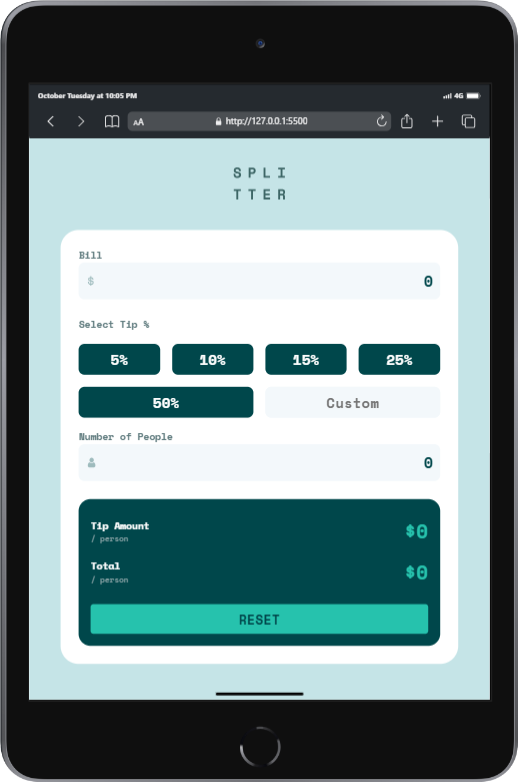 October Tuesday at 10:05 PM
4G
AA
http://127.0.0.1:5500
SPLI
TTER
Bill
$
0
Select Tip %
5%
10%
15%
25%
50%
Custom
Number of People
0
Tip Amount
/ person
$0
Total
/ person
$0
RESET